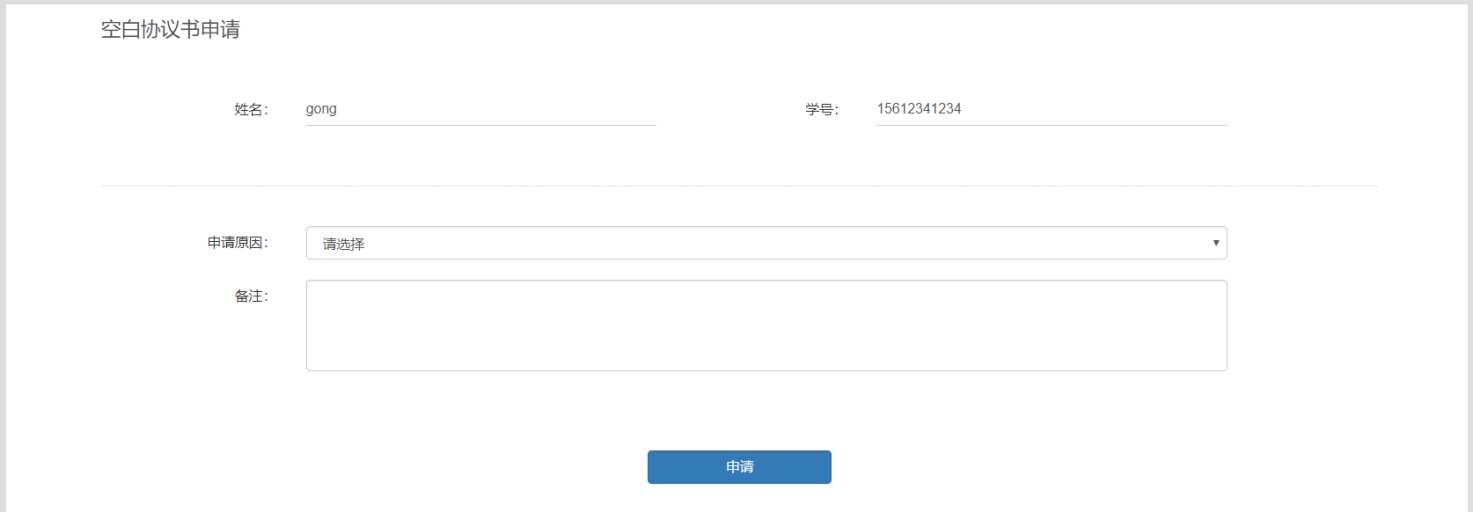 空白协议书申请
姓名： gong 学号： 15612341234
申请原因： 请选择
备注：
申请